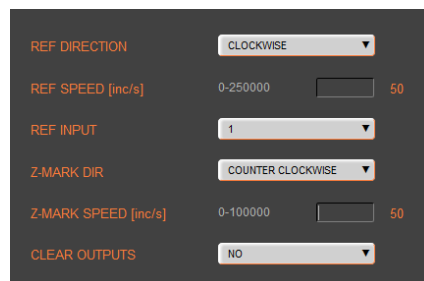 REF DIRECTION CLOCKWISE
REF SPEED [inc/s] 0-250000 50
REF INPUT 1
Z-MARK DIR COUNTER CLOCKWISE
Z-MARK SPEED [inc/s] 0-100000 50
CLEAR OUTPUTS NO